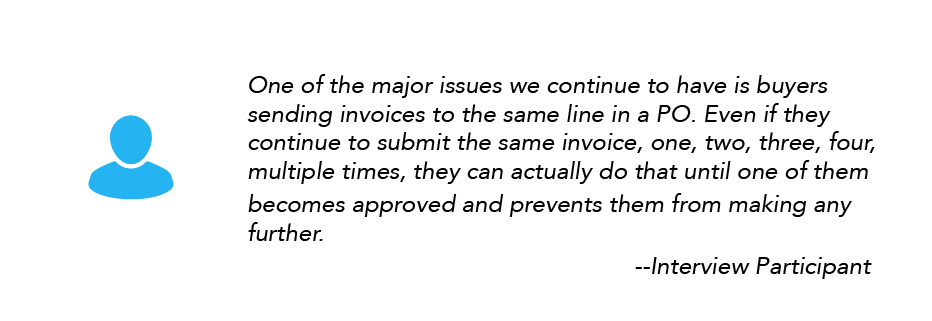 One of the major issues we continue to have is buyers
sending invoices to the same line in a PO. Even if they
continue to submit the same invoice, one, two, three, four,
multiple times, they can actually do that until one of them
becomes approved and prevents them from making any
further.
--Interview Participant